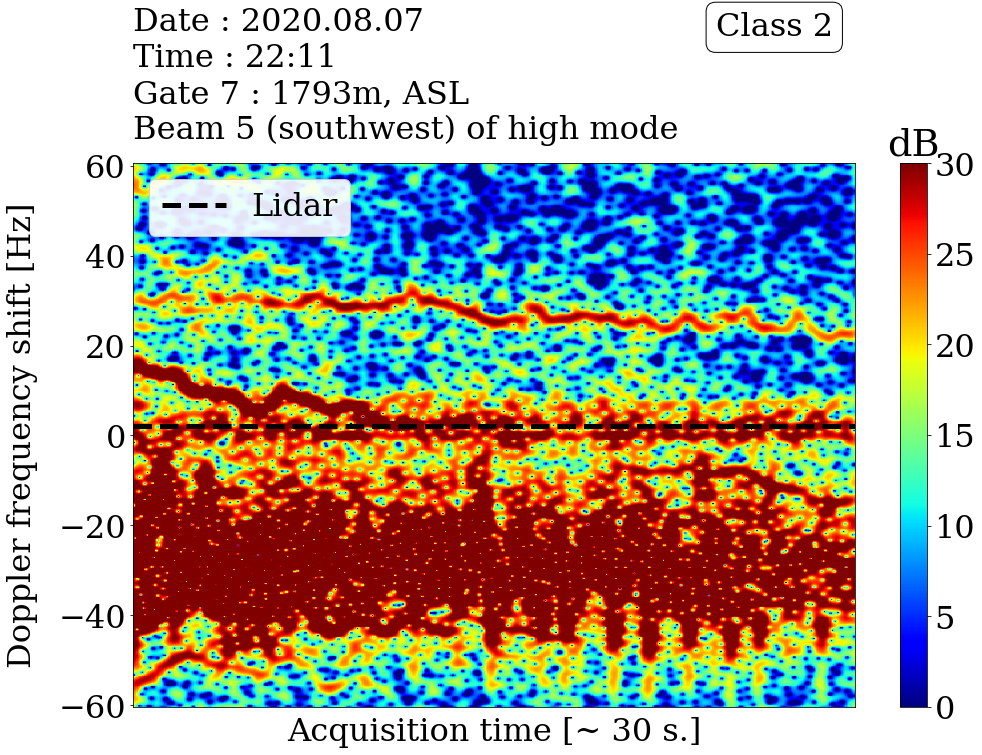 Date : 2020.08.07
Time : 22:11
Gate 7 : 1793m, ASL
Beam 5 (southwest) of high mode
Class 2
dB
Lidar
Doppler frequency shift [Hz]
60
40
20
0
−20
−40
−60
Acquisition time [~ 30 s.]
30
25
20
15
10
5
0